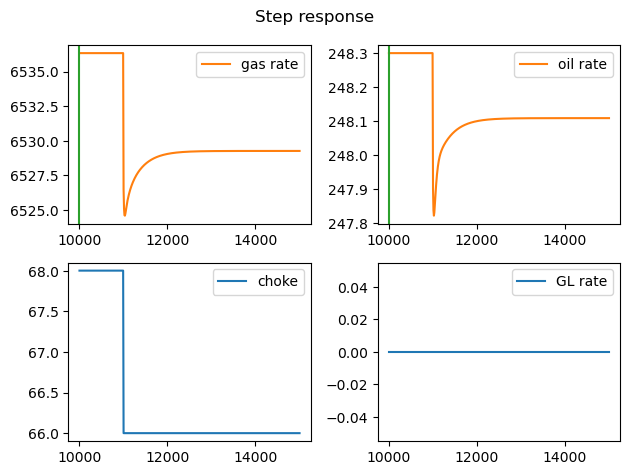 Step response
gas rate
6535.0
6532.5
6530.0
6527.5
6525.0
10000 12000 14000
oil rate
248.3
248.2
248.1
248.0
247.9
247.8
10000 12000 14000
choke
68.0
67.5
67.0
66.5
66.0
10000 12000 14000
GL rate
0.04
0.02
0.00
−0.02
−0.04
10000 12000 14000